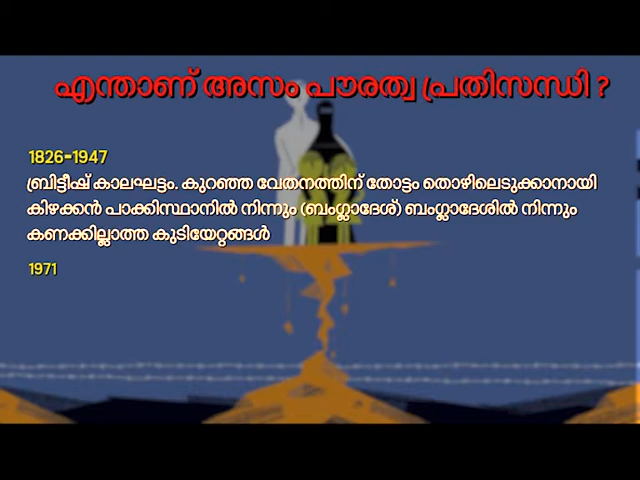 എന്താണ് അസം പൗരത്വ പ്രതിസന്ധി ?
1826-1947
ബ്രിട്ടീഷ് കാലഘട്ടം. കുറഞ്ഞ വേതനത്തിന് തോട്ടം തൊഴിലെടുക്കാനായി
കിഴക്കൻ പാക്കിസ്ഥാനിൽ നിന്നും (ബംഗ്ലാദേശ്) ബംഗ്ലാദേശിൽ നിന്നും
കണക്കില്ലാത്ത കുടിയേറ്റങ്ങൾ
1971